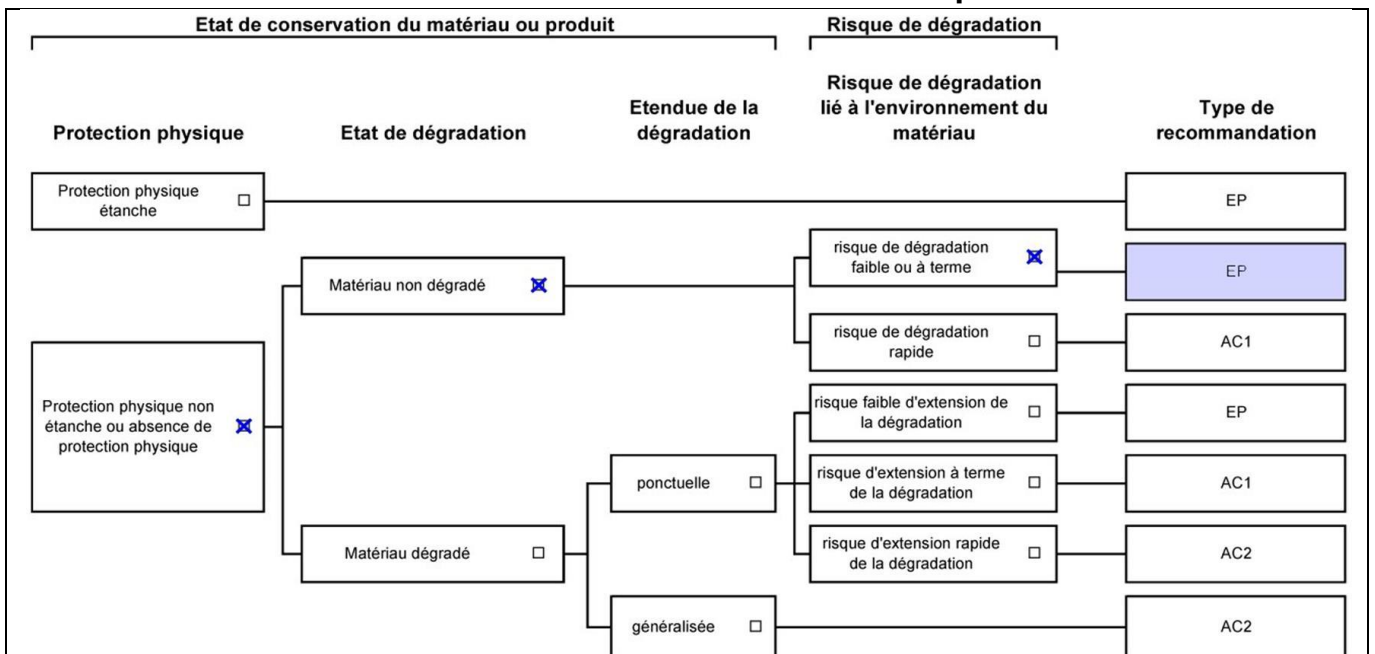 Etat de conservation du matériau ou produit
Risque de dégradation
Protection physique
Etat de dégradation
Etendue de la
dégradation
Risque de dégradation
lié à l'environnement du
matériau
Type de
recommandation
Protection physique
étanche
EP
risque de dégradation
faible ou à terme
EP
Matériau non dégradé
risque de dégradation
rapide
AC1
Protection physique non
étanche ou absence de
protection physique
risque faible d'extension de
la dégradation
EP
ponctuelle
risque d'extension à terme
de la dégradation
AC1
Matériau dégradé
risque d'extension rapide
de la dégradation
AC2
généralisée
AC2